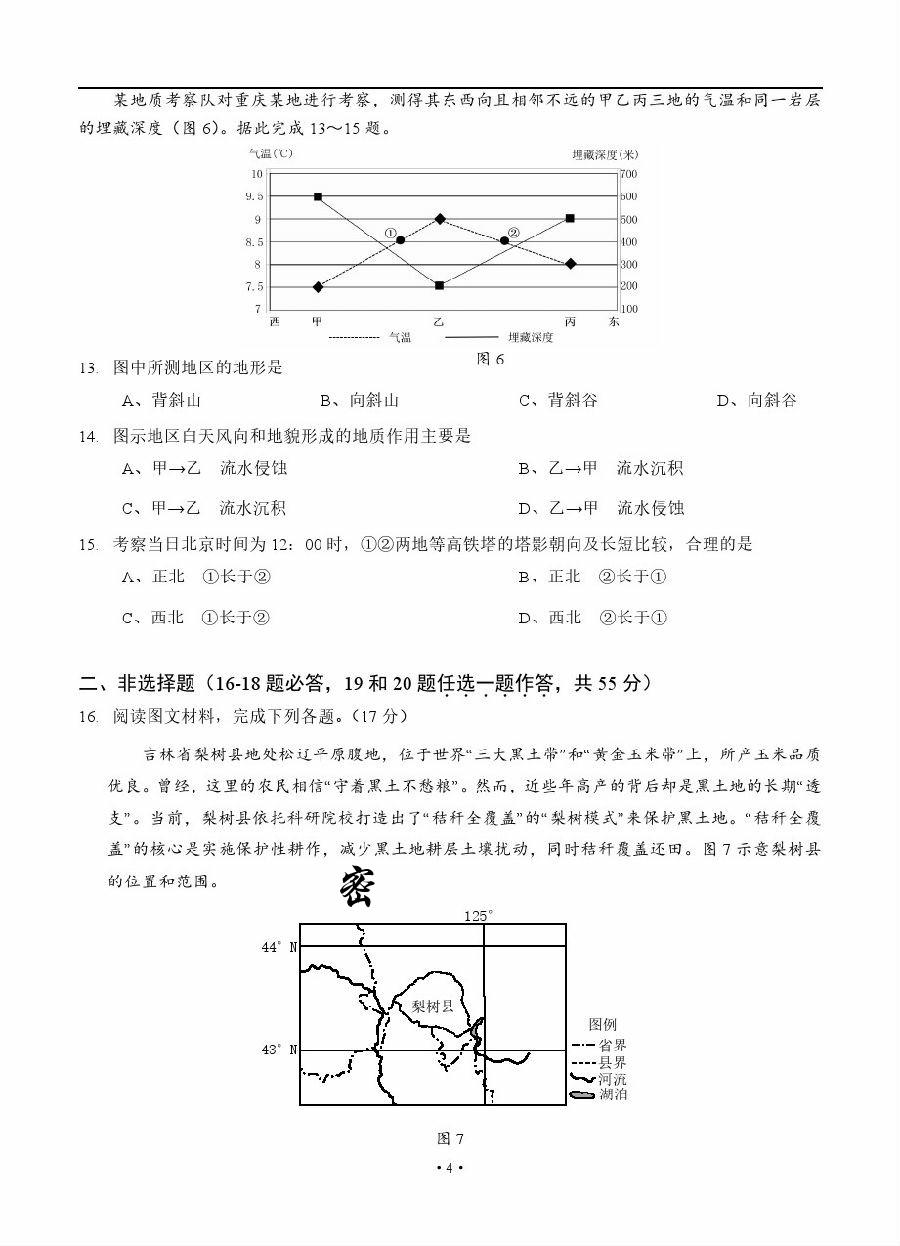 某地质考察队对重庆某地进行考察，测得其东西向且相邻不远的甲乙丙三地的气温和同一岩层
的埋藏深度（图 6）。据此完成 13～15 题。
气温(℃)
埋藏深度(米)
10
700
9.5
600
9
500
8.5
400
8
300
7.5
200
7
100
①
②
西
甲
乙
丙
东
气温
埋藏深度
图 6
13. 图中所测地区的地形是
A、背斜山 B、向斜山 C、背斜谷 D、向斜谷
14. 图示地区白天风向和地貌形成的地质作用主要是
A、甲→乙 流水侵蚀 B、乙→甲 流水沉积
C、甲→乙 流水沉积 D、乙→甲 流水侵蚀
15. 考察当日北京时间为 12：00 时，①②两地等高铁塔的塔影朝向及长短比较，合理的是
A、正北 ①长于② B、正北 ②长于①
C、西北 ①长于② D、西北 ②长于①
二、非选择题（16-18 题必答，19 和 20 题任选一题作答，共 55 分）
16. 阅读图文材料，完成下列各题。（17 分）
吉林省梨树县地处松辽平原腹地，位于世界“三大黑土带”和“黄金玉米带”上，所产玉米品质
优良。曾经，这里的农民相信“守着黑土不愁粮”。然而，近些年高产的背后却是黑土地的长期“透
支”。当前，梨树县依托科研院校打造出了“秸秆全覆盖”的“梨树模式”来保护黑土地。“秸秆全覆
盖”的核心是实施保护性耕作，减少黑土地耕层土壤扰动，同时秸秆覆盖还田。图 7 示意梨树县
的位置和范围。
密
125°
44° N
梨树县
43° N
图例
省界
县界
河流
湖泊
图 7
·4·